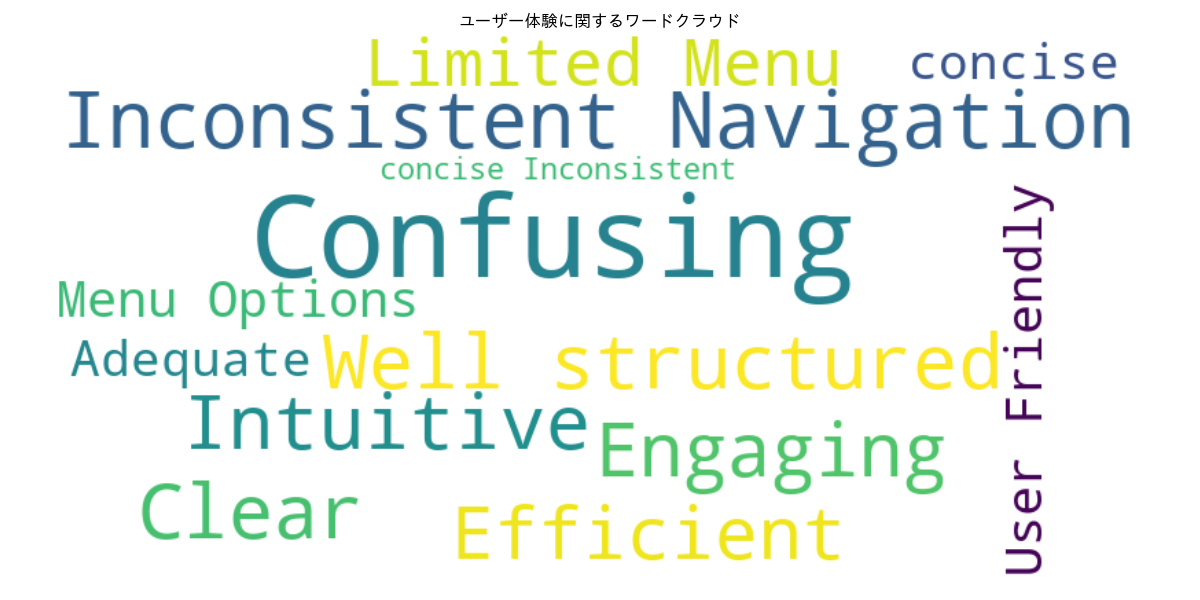 ユーザー体験に関するワードクラウド
Limited Menu
concise
Inconsistent Navigation
concise Inconsistent
Confusing
Menu Options
Adequate
Well structured
Intuitive
Engaging
Clear
Efficient
User Friendly